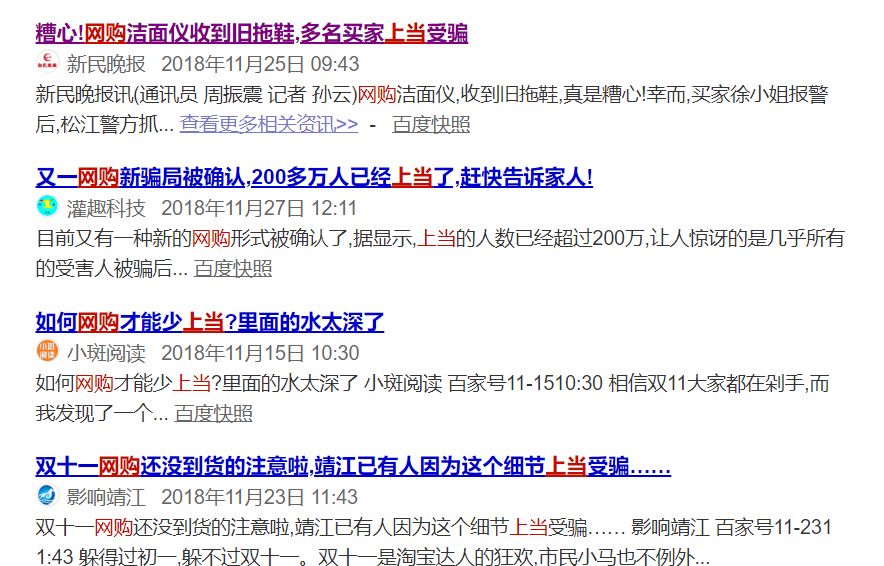 糟心!网购洁面仪收到旧拖鞋,多名买家上当受骗
新民晚报 2018年11月25日 09:43
新民晚报讯(通讯员 周振震 记者 孙云)网购洁面仪,收到旧拖鞋,真是糟心!幸而,买家徐小姐报警
后,松江警方抓... 查看更多相关资讯>> - 百度快照
又一网购新骗局被确认,200多万人已经上当了,赶快告诉家人!
灌趣科技 2018年11月27日 12:11
目前又有一种新的网购形式被确认了,据显示,上当的人数已经超过200万,让人惊讶的是几乎所有
的受害人被骗后... 百度快照
如何网购才能少上当?里面的水太深了
小斑阅读 2018年11月15日 10:30
如何网购才能少上当?里面的水太深了 小斑阅读 百家号11-1510:30 相信双11大家都在剁手,而
我发现了一个... 百度快照
双十一网购还没到货的注意啦,靖江已有人因为这个细节上当受骗……
影响靖江 2018年11月23日 11:43
双十一网购还没到货的注意啦,靖江已有人因为这个细节上当受骗…… 影响靖江 百家号11-231
1:43 躲得过初一,躲不过双十一。双十一是淘宝达人的狂欢,市民小马也不例外...